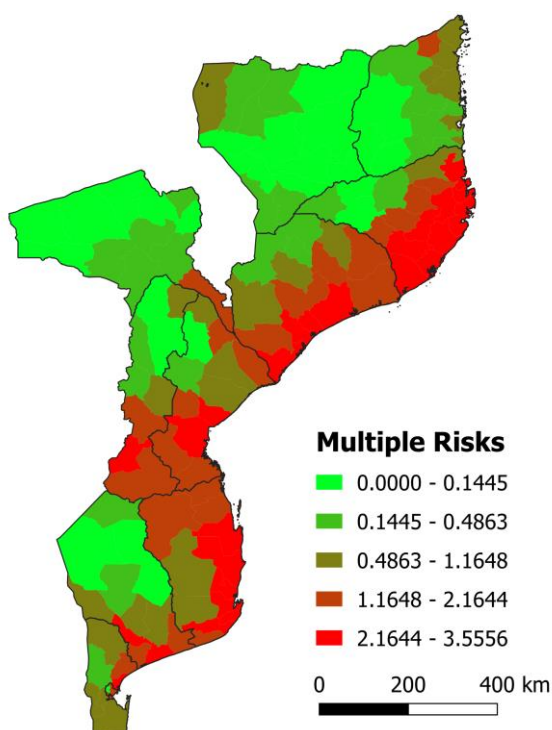 Multiple Risks
0.0000 - 0.1445
0.1445 - 0.4863
0.4863 - 1.1648
1.1648 - 2.1644
2.1644 - 3.5556
0 200 400 km